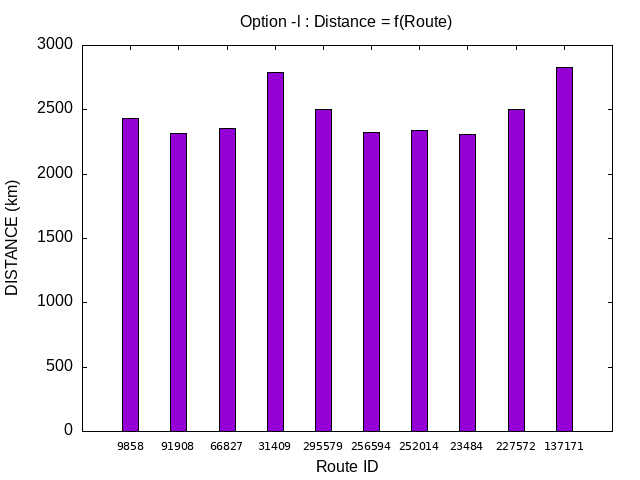 Option -l : Distance = f(Route)
3000
2500
2000
1500
1000
500
0
DISTANCE (km)
9858 91908 66827 31409 295579 256594 252014 23484 227572 137171
Route ID